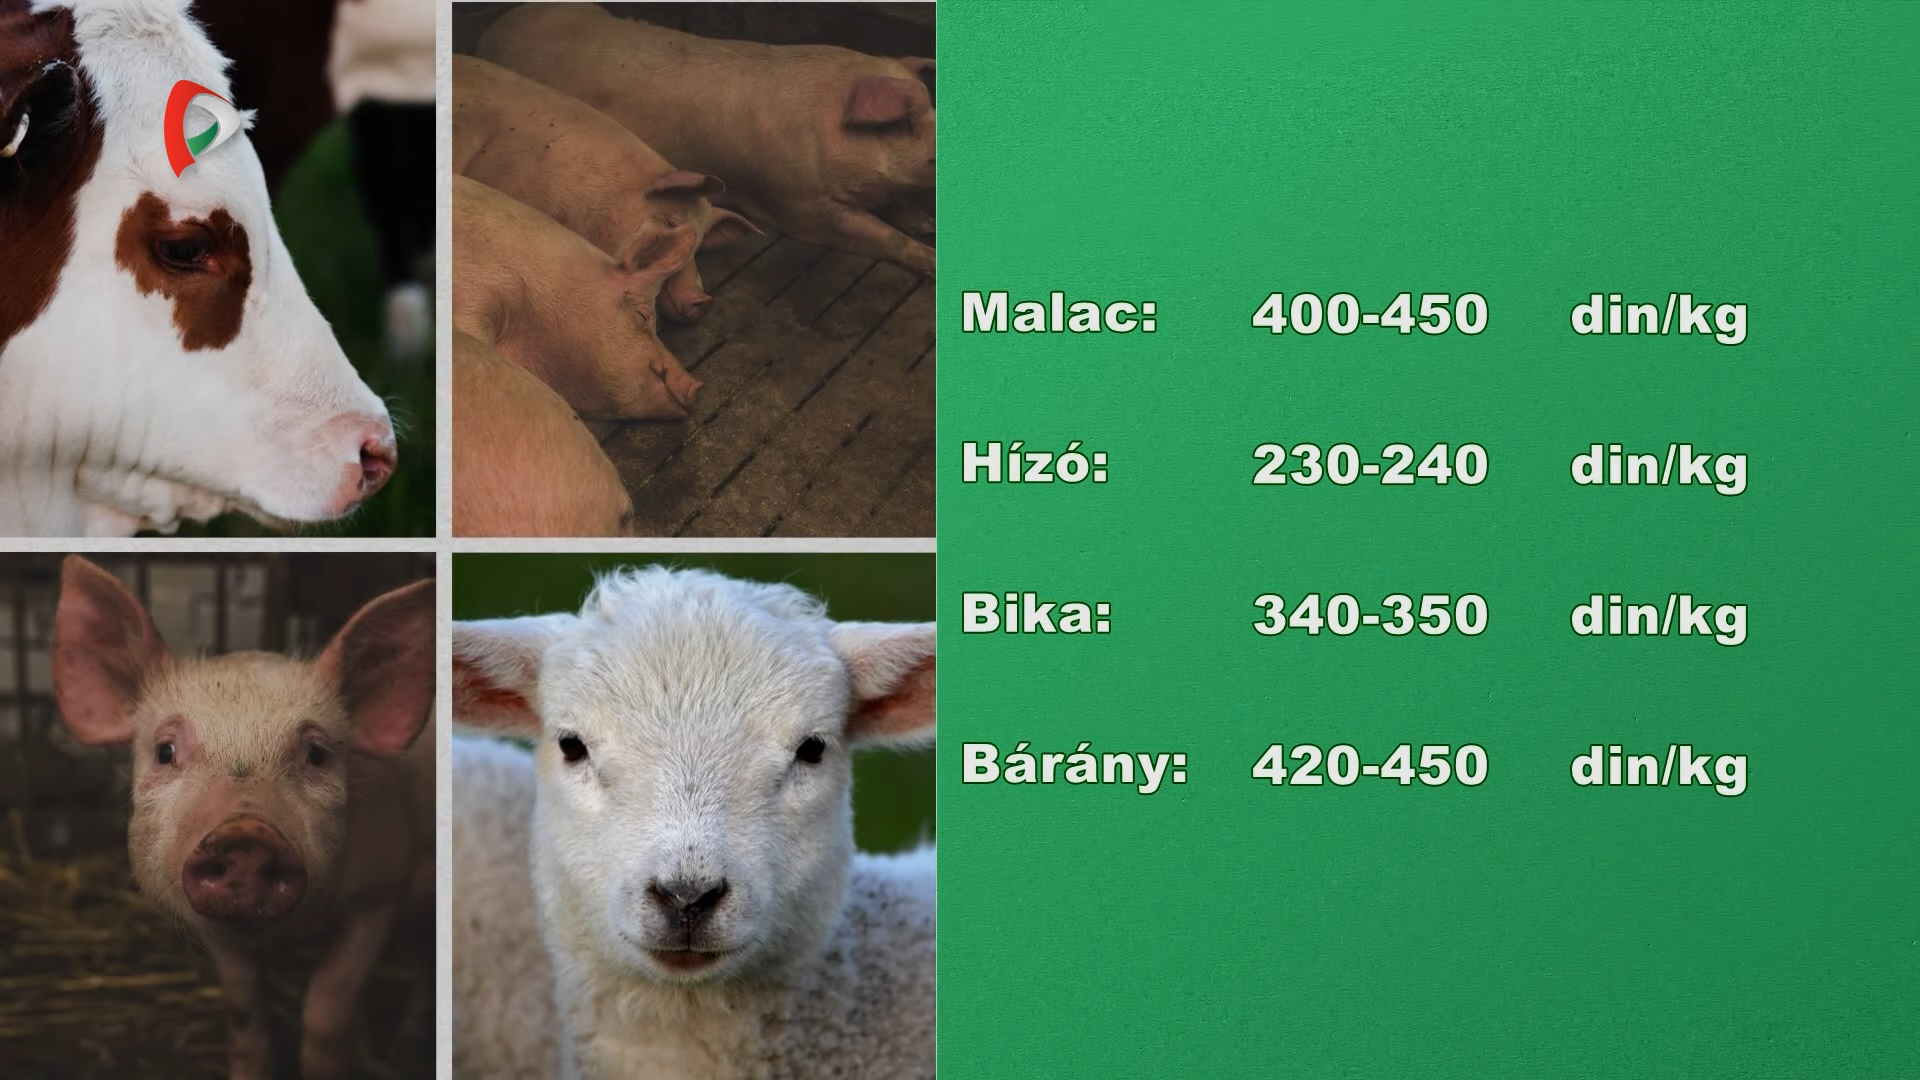 Malac: 400-450 din/kg
Hízó: 230-240 din/kg
Bika: 340-350 din/kg
Bárány: 420-450 din/kg